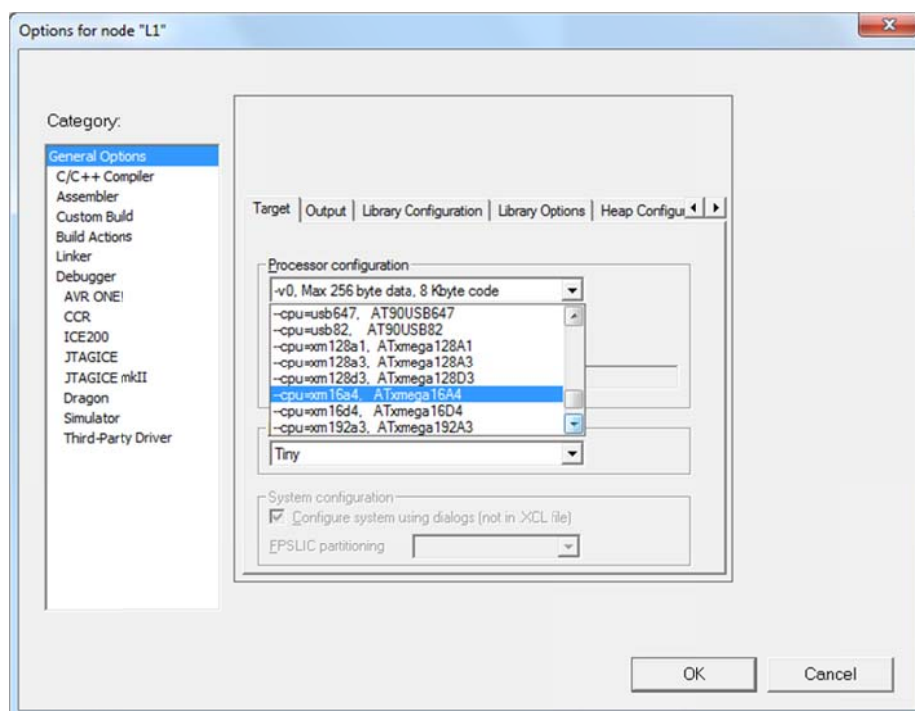 Options for node "L1"
Category:
General Options
C/C++ Compiler
Assembler
Custom Build
Build Actions
Linker
Debugger
AVR ONE!
CCR
ICE200
JTAGICE
JTAGICE mkII
Dragon
Simulator
Third-Party Driver
Target Output Library Configuration Library Options Heap Configur
Processor configuration
-v0, Max 256 byte data, 8 Kbyte code
--cpu=usb647, AT90USB647
--cpu=usb82, AT90USB82
--cpu=xm128a1, ATxmega128A1
--cpu=xm128a3, ATxmega128A3
--cpu=xm128d3, ATxmega128D3
--cpu=xm16a4, ATxmega16A4
--cpu=xm16d4, ATxmega16D4
--cpu=xm192a3, ATxmega192A3
Tiny
System configuration
Configure system using dialogs (not in .XCL file)
FPSLIC partitioning
OK Cancel